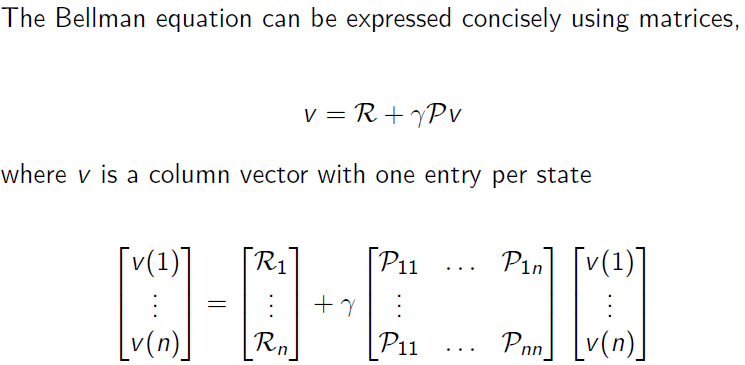 The Bellman equation can be expressed concisely using matrices,
v = ℛ + γ𝒫v
where v is a column vector with one entry per state
[v(1) ⋮ v(n)] = [ℛ₁ ⋮ ℛₙ] + γ [𝒫₁₁ … 𝒫₁ₙ ⋮ 𝒫₁₁ … 𝒫ₙₙ] [v(1) ⋮ v(n)]